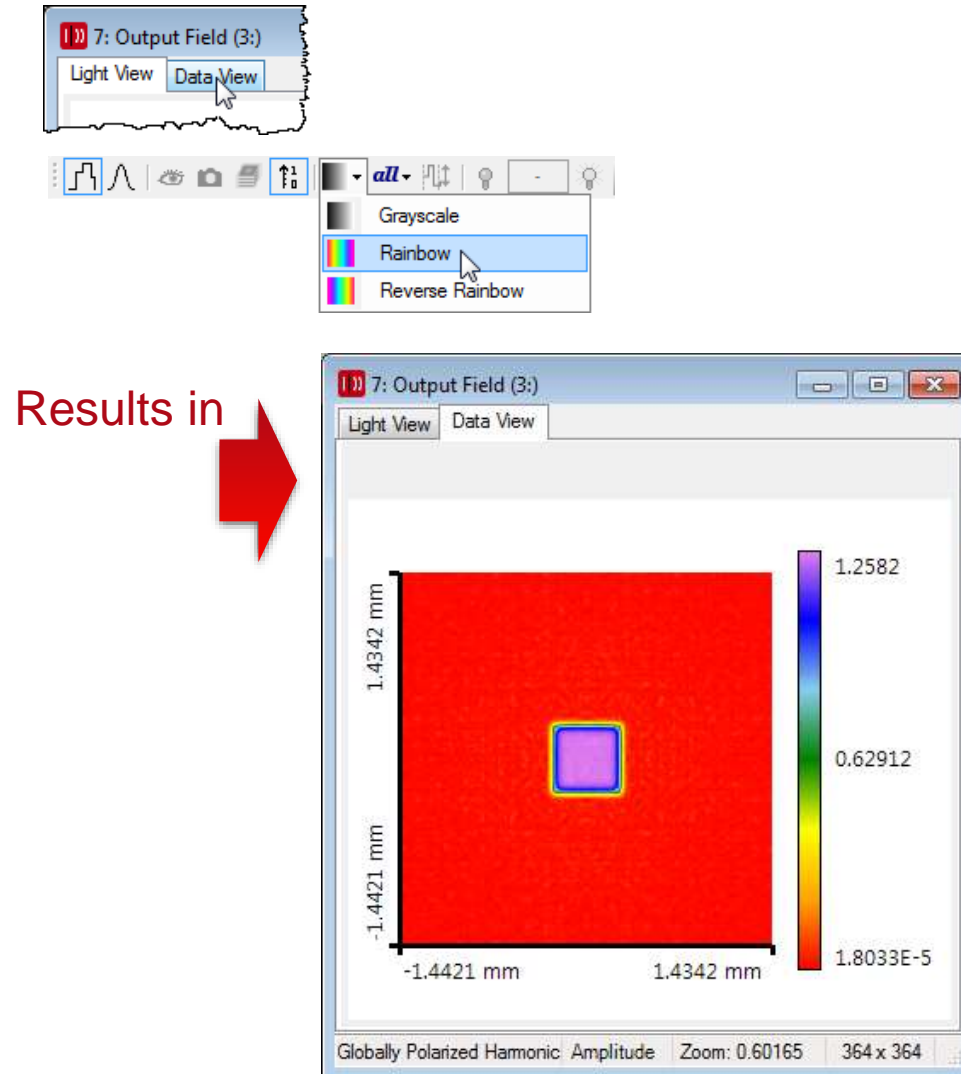 7: Output Field (3:)
Light View Data View
all - 
Grayscale
Rainbow
Reverse Rainbow
Results in
7: Output Field (3:)
Light View Data View
1.4342 mm
-1.4421 mm
1.2582
0.62912
1.8033E-5
-1.4421 mm 1.4342 mm
Globally Polarized Harmonic Amplitude Zoom: 0.60165 364 x 364